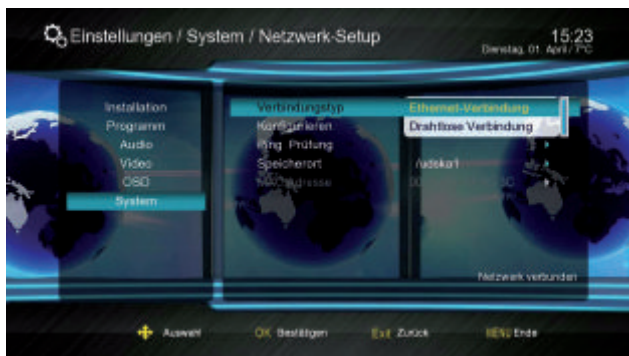 Einstellungen / System / Netzwerk-Setup
15:23
Dienstag, 01. April / 7°C
Installation
Programm
Audio
Video
OSD
System
Verbindungstyp
Konfigurieren
Ping Prüfung
Speicherort
MAC Adresse
Ethernet-Verbindung
Drahtlose Verbindung
Netzwerk verbunden
Auswahl
OK Bestätigen
Exit Zurück
MENU Ende